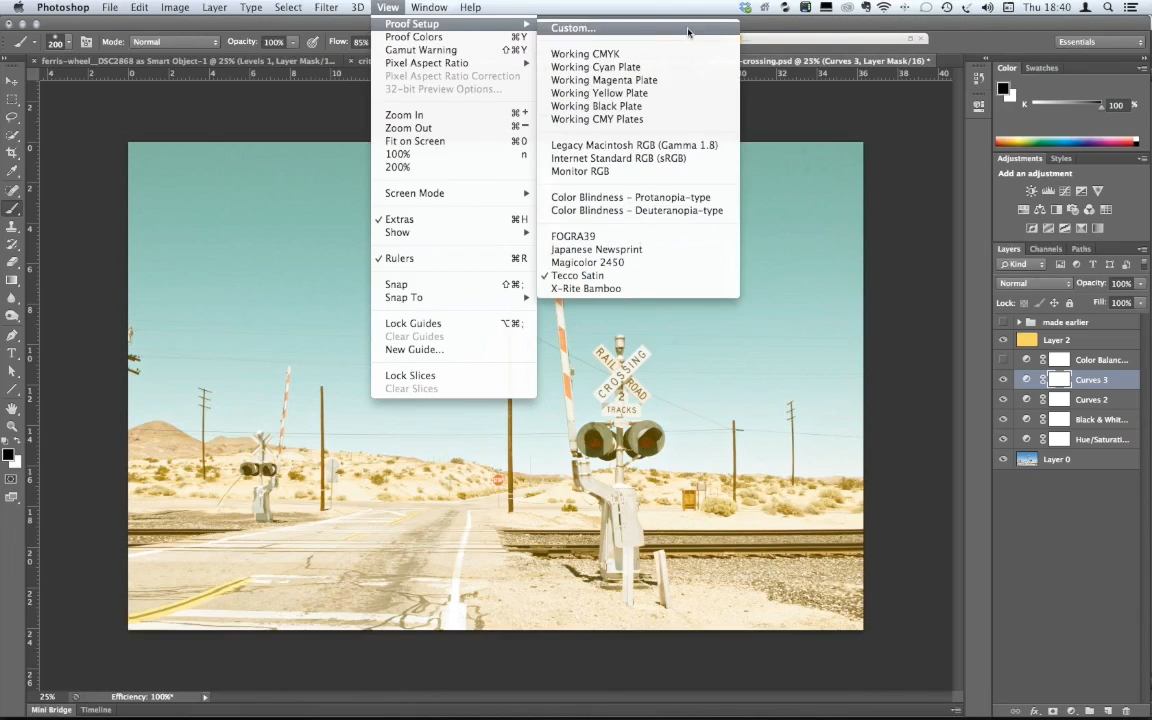 Photoshop File Edit Image Layer Type Select Filter 3D View Window Help Thu 18:40
200 Mode: Normal Opacity: 100% Flow: 85% Essentials
ferris-wheel__DSC2868 as Smart Object-1 @ 25% (Levels 1, Layer Mask/1... -crossing.psd @ 25% (Curves 3, Layer Mask/16) *
Proof Setup
Proof Colors ⌘Y
Gamut Warning ⇧⌘Y
Pixel Aspect Ratio
Pixel Aspect Ratio Correction
32-bit Preview Options...
Zoom In ⌘+
Zoom Out ⌘−
Fit on Screen ⌘0
100% n
200%
Screen Mode
✓ Extras ⌘H
Show
✓ Rulers ⌘R
Snap ⇧⌘;
Snap To
Lock Guides ⌥⌘;
Clear Guides
New Guide...
Lock Slices
Clear Slices
Custom...
Working CMYK
Working Cyan Plate
Working Magenta Plate
Working Yellow Plate
Working Black Plate
Working CMY Plates
Legacy Macintosh RGB (Gamma 1.8)
Internet Standard RGB (sRGB)
Monitor RGB
Color Blindness – Protanopia-type
Color Blindness – Deuteranopia-type
FOGRA39
Japanese Newsprint
Magicolor 2450
✓ Tecco Satin
X-Rite Bamboo
RAIL ROAD
CROSSING
2
TRACKS
Color Swatches
K 100 %
Adjustments Styles
Add an adjustment
Layers Channels Paths
Kind
Normal Opacity: 100%
Lock: Fill: 100%
made earlier
Layer 2
Color Balanc...
Curves 3
Curves 2
Black & Whit...
Hue/Saturati...
Layer 0
25% Efficiency: 100%*
Mini Bridge Timeline